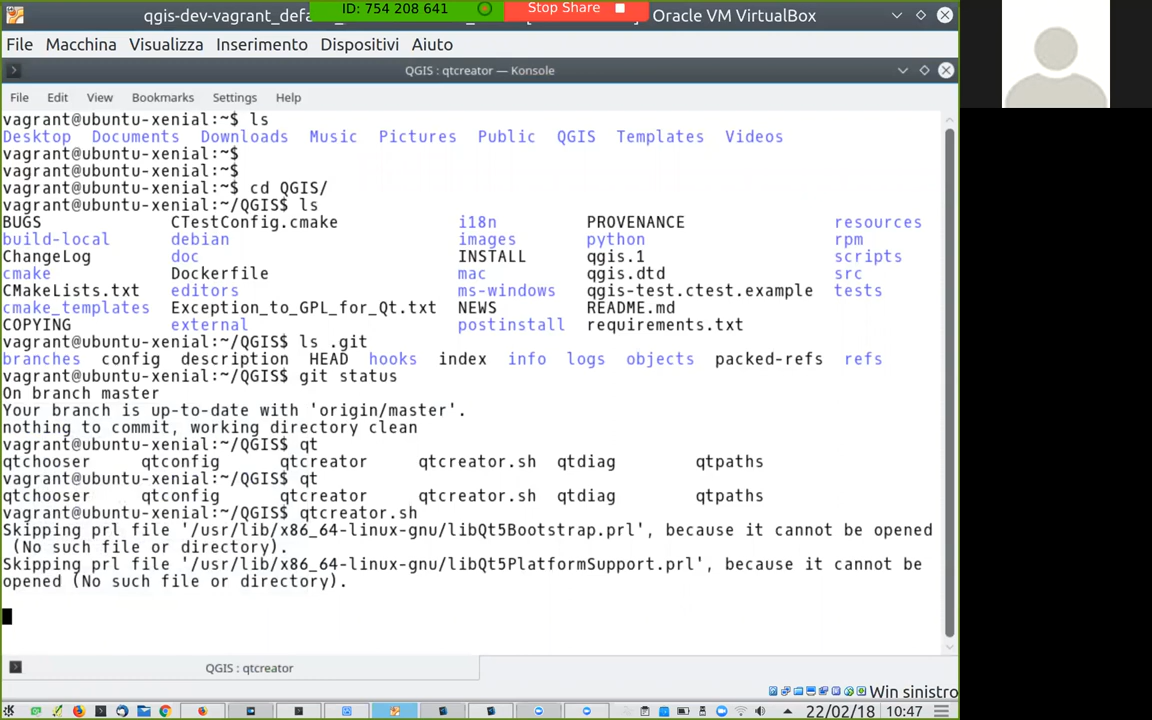 ID: 754 208 641 Stop Share
qgis-dev-vagrant_defa Oracle VM VirtualBox
File Macchina Visualizza Inserimento Dispositivi Aiuto
QGIS : qtcreator — Konsole
File Edit View Bookmarks Settings Help
vagrant@ubuntu-xenial:~$ ls
Desktop Documents Downloads Music Pictures Public QGIS Templates Videos
vagrant@ubuntu-xenial:~$
vagrant@ubuntu-xenial:~$
vagrant@ubuntu-xenial:~$ cd QGIS/
vagrant@ubuntu-xenial:~/QGIS$ ls
BUGS CTestConfig.cmake i18n PROVENANCE resources
build-local debian images python rpm
ChangeLog doc INSTALL qgis.1 scripts
cmake Dockerfile mac qgis.dtd src
CMakeLists.txt editors ms-windows qgis-test.ctest.example tests
cmake_templates Exception_to_GPL_for_Qt.txt NEWS README.md
COPYING external postinstall requirements.txt
vagrant@ubuntu-xenial:~/QGIS$ ls .git
branches config description HEAD hooks index info logs objects packed-refs refs
vagrant@ubuntu-xenial:~/QGIS$ git status
On branch master
Your branch is up-to-date with 'origin/master'.
nothing to commit, working directory clean
vagrant@ubuntu-xenial:~/QGIS$ qt
qtchooser qtconfig qtcreator qtcreator.sh qtdiag qtpaths
vagrant@ubuntu-xenial:~/QGIS$ qt
qtchooser qtconfig qtcreator qtcreator.sh qtdiag qtpaths
vagrant@ubuntu-xenial:~/QGIS$ qtcreator.sh
Skipping prl file '/usr/lib/x86_64-linux-gnu/libQt5Bootstrap.prl', because it cannot be opened
(No such file or directory).
Skipping prl file '/usr/lib/x86_64-linux-gnu/libQt5PlatformSupport.prl', because it cannot be
opened (No such file or directory).
QGIS : qtcreator
Win sinistro
22/02/18 10:47